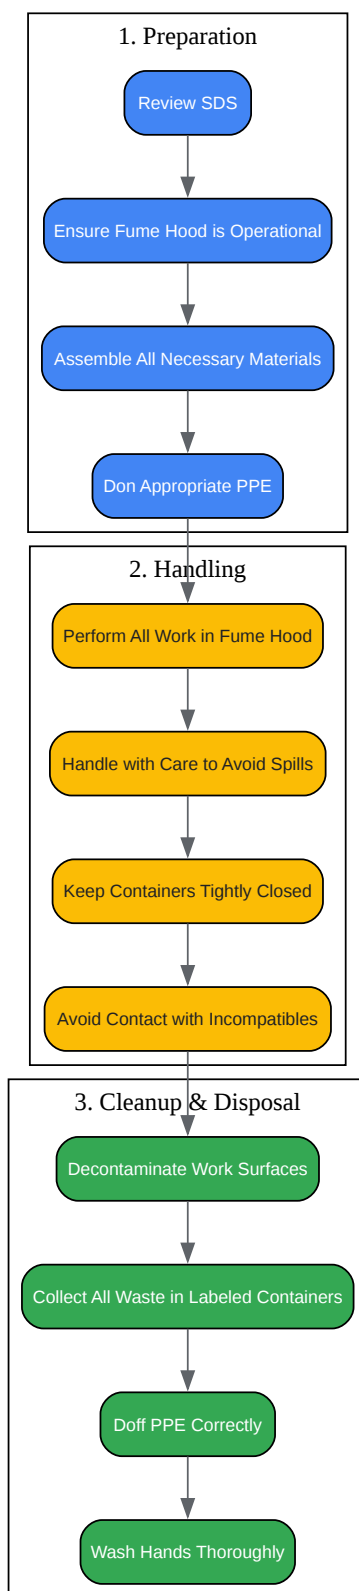 1. Preparation
Review SDS
Ensure Fume Hood is Operational
Assemble All Necessary Materials
Don Appropriate PPE
2. Handling
Perform All Work in Fume Hood
Handle with Care to Avoid Spills
Keep Containers Tightly Closed
Avoid Contact with Incompatibles
3. Cleanup & Disposal
Decontaminate Work Surfaces
Collect All Waste in Labeled Containers
Doff PPE Correctly
Wash Hands Thoroughly